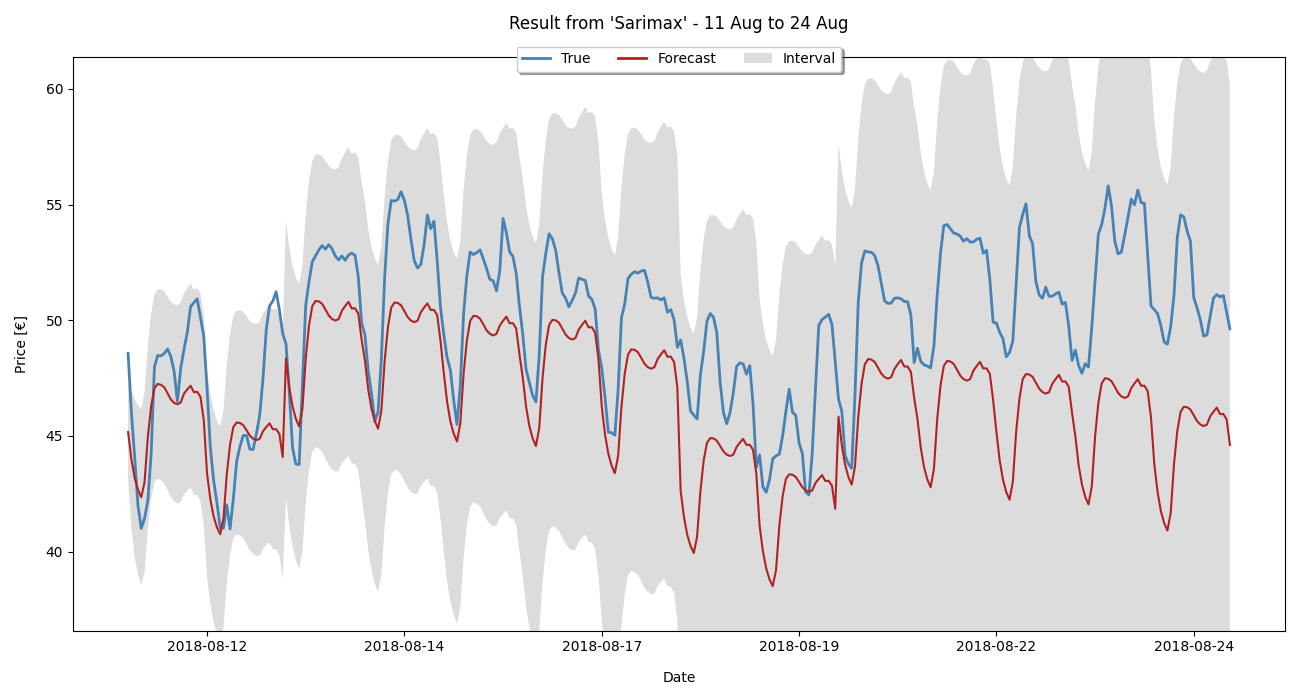 Result from 'Sarimax' - 11 Aug to 24 Aug
True Forecast Interval
60
55
50
45
40
Price [€]
2018-08-12 2018-08-14 2018-08-17 2018-08-19 2018-08-22 2018-08-24
Date